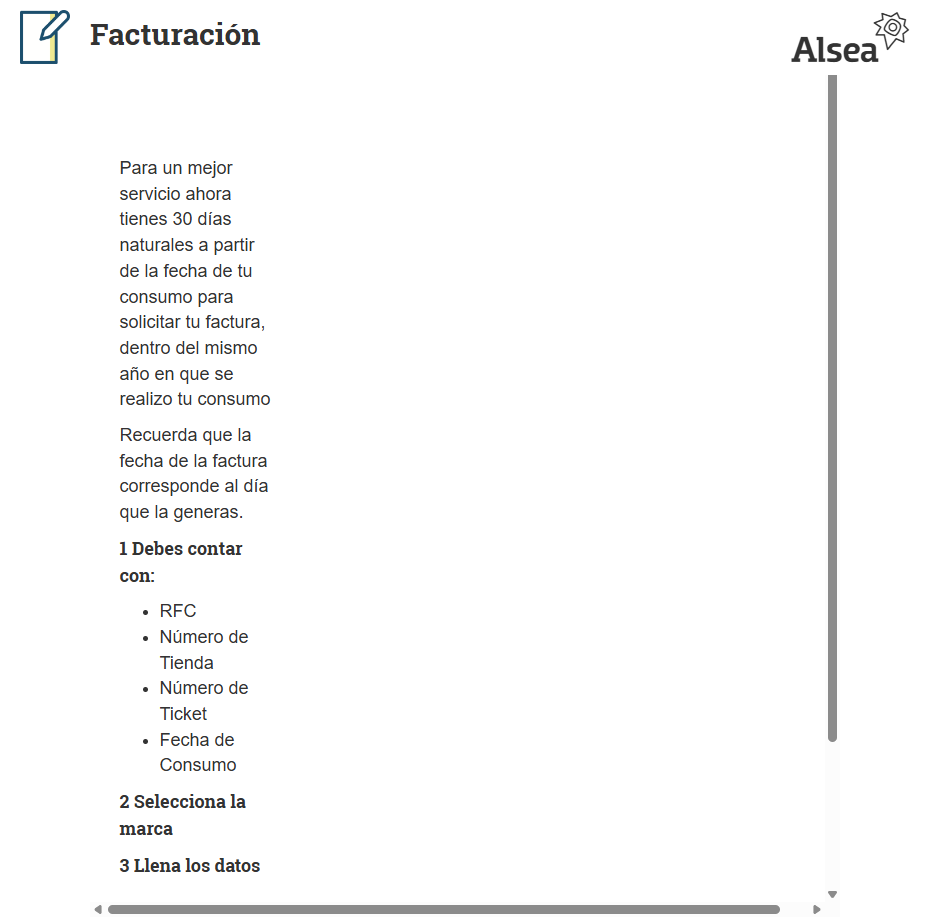 Facturación
Alsea
Para un mejor
servicio ahora
tienes 30 días
naturales a partir
de la fecha de tu
consumo para
solicitar tu factura,
dentro del mismo
año en que se
realizo tu consumo
Recuerda que la
fecha de la factura
corresponde al día
que la generas.
1 Debes contar
con:
• RFC
• Número de
Tienda
• Número de
Ticket
• Fecha de
Consumo
2 Selecciona la
marca
3 Llena los datos